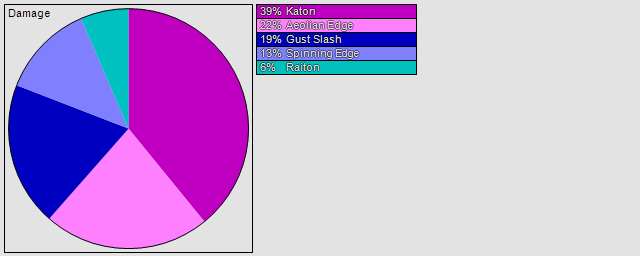 Damage
39% Katon
22% Aeolian Edge
19% Gust Slash
13% Spinning Edge
6% Raiton